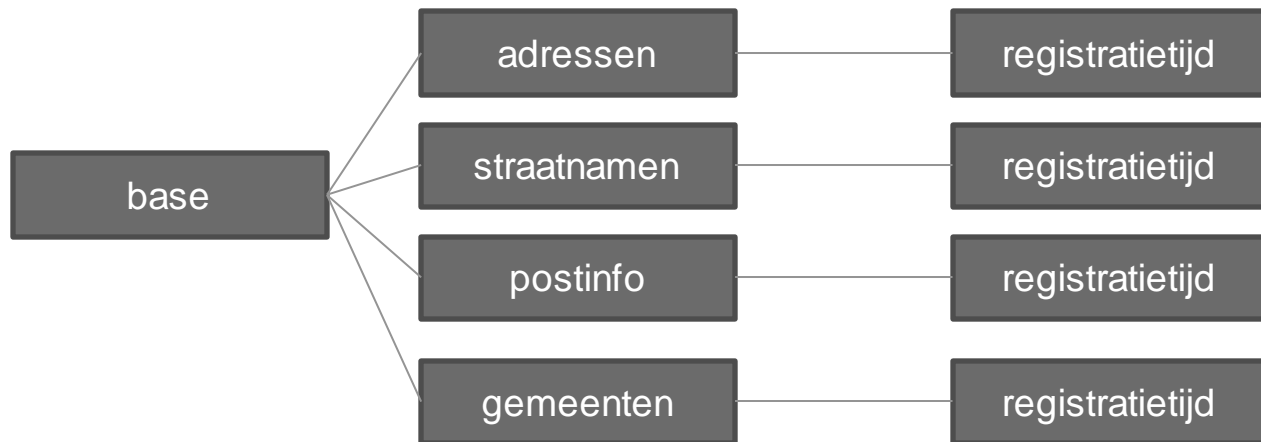 adressen
registratietijd
straatnamen
registratietijd
base
postinfo
registratietijd
gemeenten
registratietijd